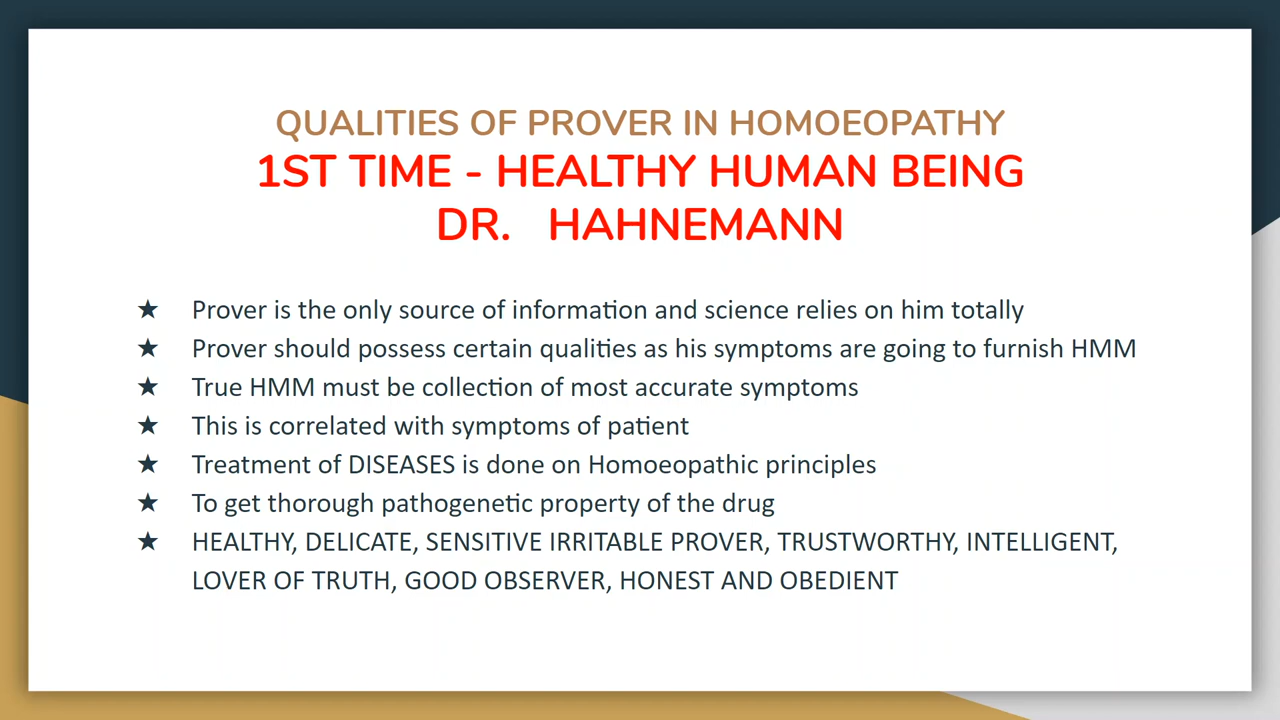 QUALITIES OF PROVER IN HOMOEOPATHY
1ST TIME - HEALTHY HUMAN BEING
DR. HAHNEMANN
★ Prover is the only source of information and science relies on him totally
★ Prover should possess certain qualities as his symptoms are going to furnish HMM
★ True HMM must be collection of most accurate symptoms
★ This is correlated with symptoms of patient
★ Treatment of DISEASES is done on Homoeopathic principles
★ To get thorough pathogenetic property of the drug
★ HEALTHY, DELICATE, SENSITIVE IRRITABLE PROVER, TRUSTWORTHY, INTELLIGENT,
LOVER OF TRUTH, GOOD OBSERVER, HONEST AND OBEDIENT